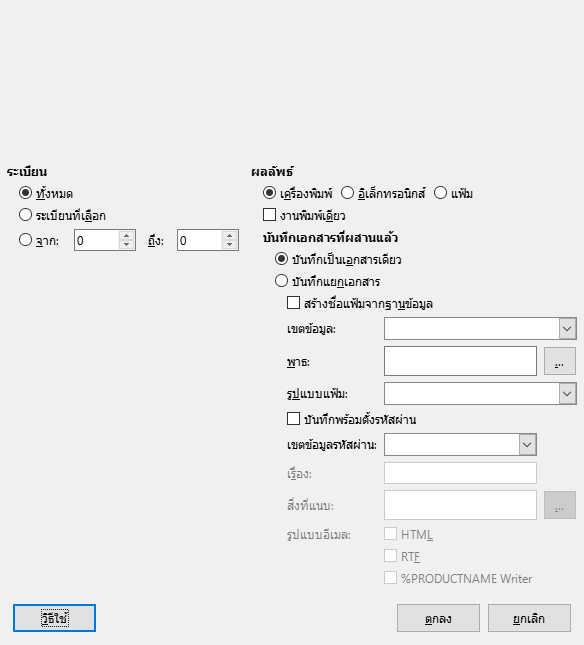 ระเบียน
ทั้งหมด
ระเบียนที่เลือก
จาก: 0 ถึง: 0
ผลลัพธ์
เครื่องพิมพ์ อิเล็กทรอนิกส์ แฟ้ม
งานพิมพ์เดียว
บันทึกเอกสารที่ผสานแล้ว
บันทึกเป็นเอกสารเดียว
บันทึกแยกเอกสาร
สร้างชื่อแฟ้มจากฐานข้อมูล
เขตข้อมูล:
พาธ: ...
รูปแบบแฟ้ม:
บันทึกพร้อมตั้งรหัสผ่าน
เขตข้อมูลรหัสผ่าน:
เรื่อง:
สิ่งที่แนบ: ...
รูปแบบอีเมล: HTML
RTF
%PRODUCTNAME Writer
วิธีใช้ ตกลง ยกเลิก